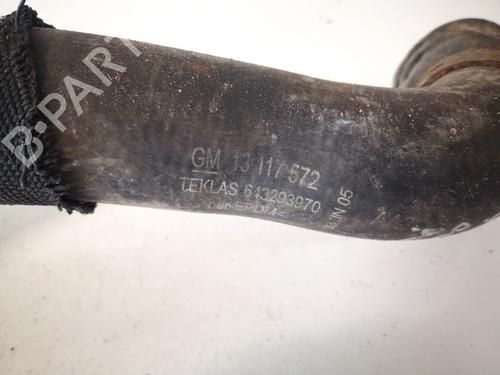 GM 13 117 572
TEKLAS 643293970
>EPDM<
JUN 05
B-PARTS